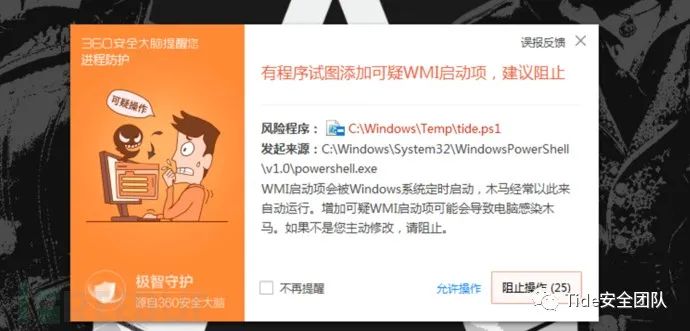 360安全大脑提醒您
进程防护
误报反馈
可疑操作
有程序试图添加可疑WMI启动项，建议阻止
风险程序： C:\Windows\Temp\tide.ps1
发起来源：C:\Windows\System32\WindowsPowerShell
\v1.0\powershell.exe
WMI启动项会被Windows系统定时启动，木马经常以此来
自动运行。增加可疑WMI启动项可能会导致电脑感染木
马。如果不是您主动修改，请阻止。
极智守护
源自360安全大脑
不再提醒
允许操作
阻止操作 (25)
Tide安全团队